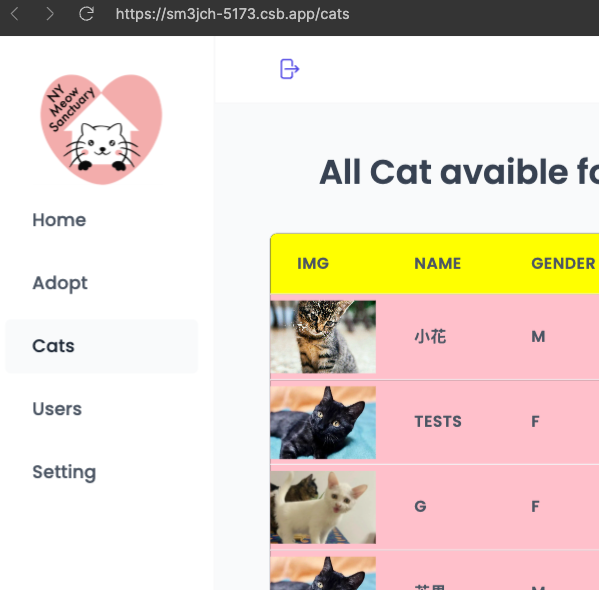 https://sm3jch-5173.csb.app/cats
NY
Meow
Sanctuary
Home
Adopt
Cats
Users
Setting
All Cat avaible fo
IMG NAME GENDER
小花 M
TESTS F
G F